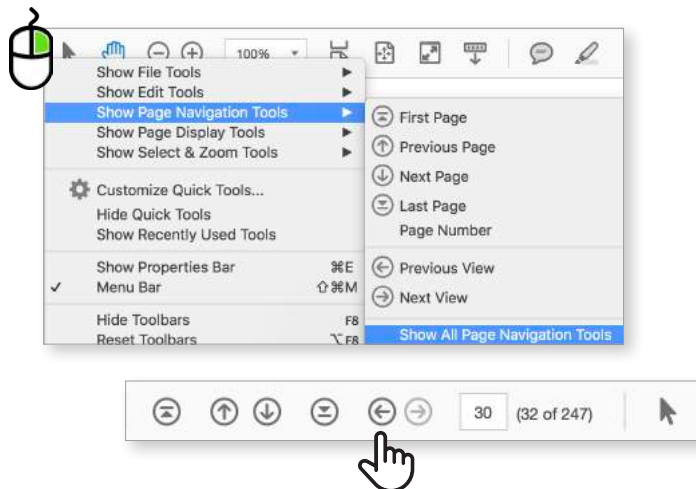 100%
Show File Tools
Show Edit Tools
Show Page Navigation Tools
Show Page Display Tools
Show Select & Zoom Tools
Customize Quick Tools...
Hide Quick Tools
Show Recently Used Tools
Show Properties Bar ⌘E
✓ Menu Bar ⇧⌘M
Hide Toolbars F8
Reset Toolbars ⌥F8
First Page
Previous Page
Next Page
Last Page
Page Number
Previous View
Next View
Show All Page Navigation Tools
30 (32 of 247)